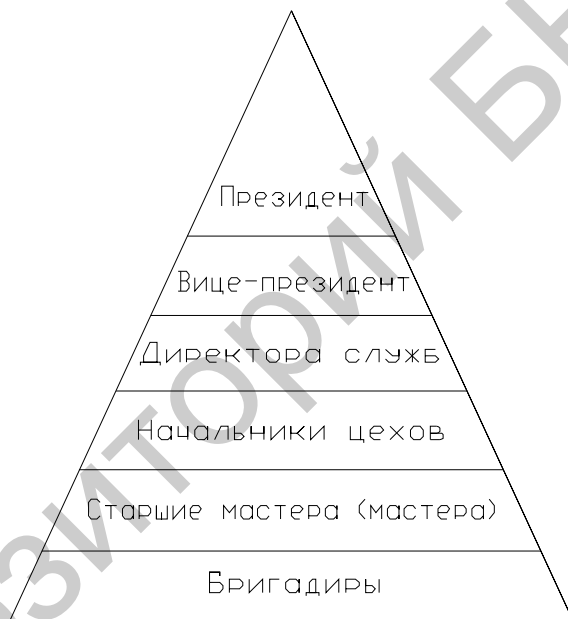 Президент
Вице-президент
Директора служб
Начальники цехов
Старшие мастера (мастера)
Бригадиры